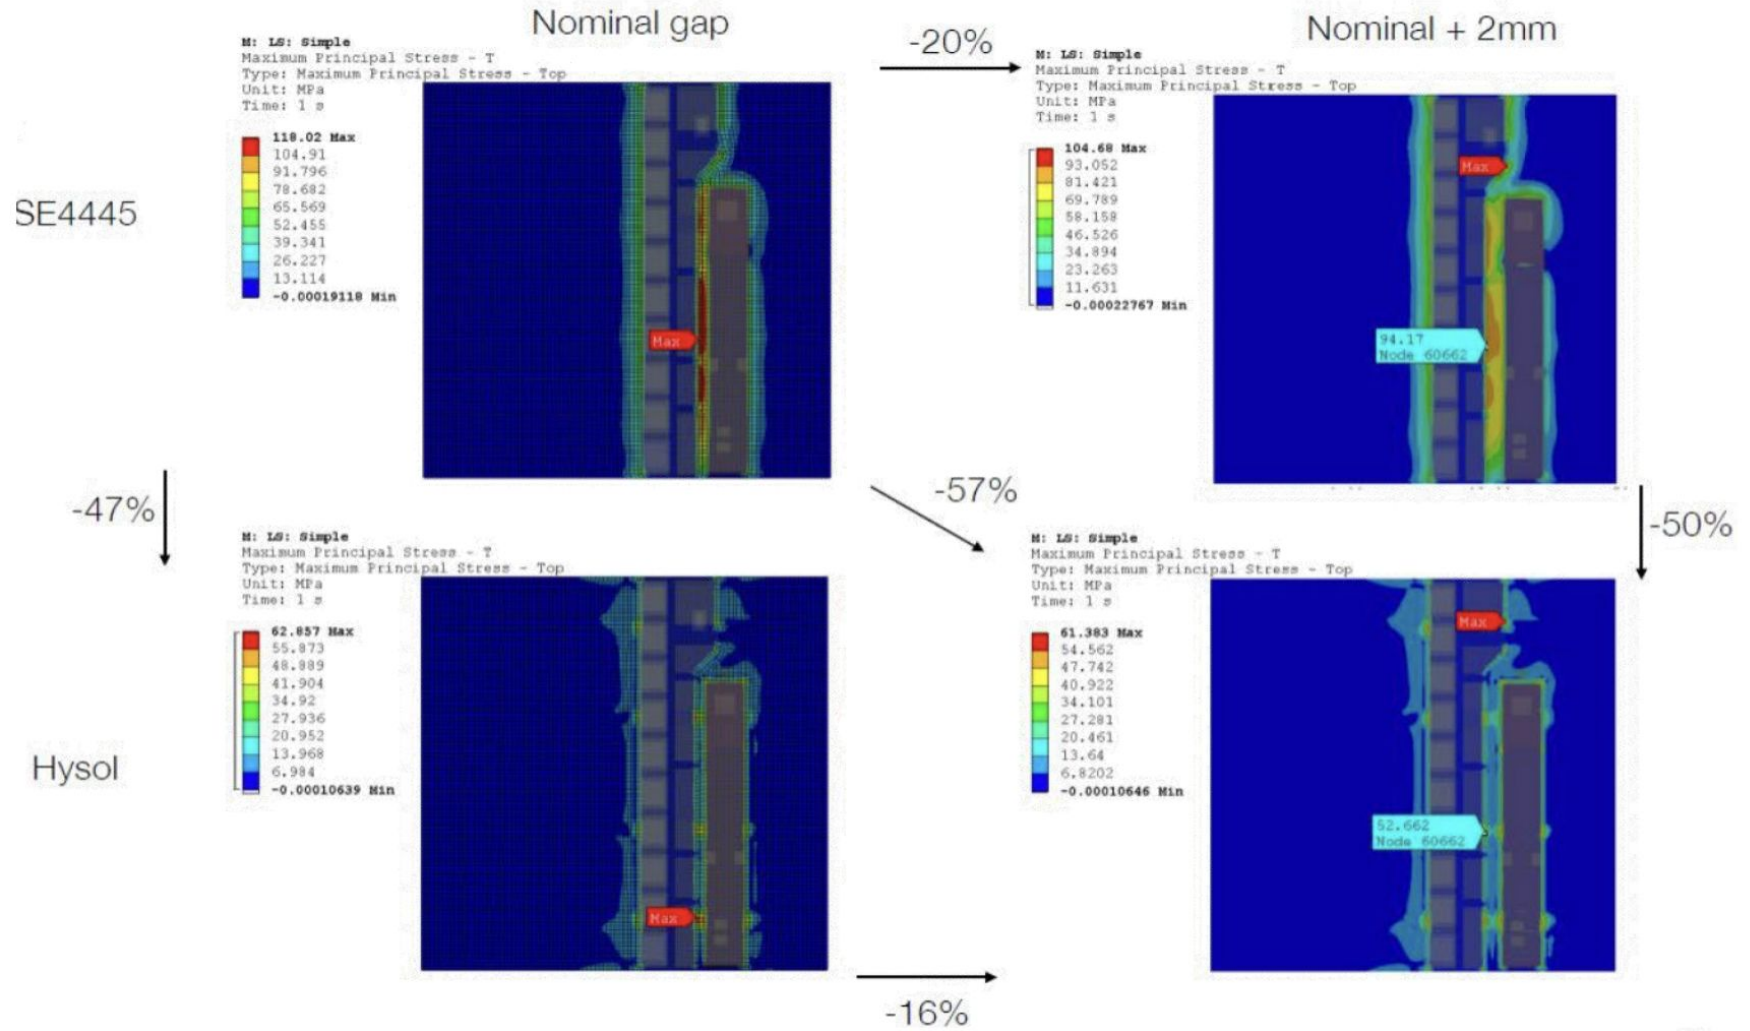 Nominal gap
-20%
Nominal + 2mm
M: LS: Simple
Maximum Principal Stress - T
Type: Maximum Principal Stress - Top
Unit: MPa
Time: 1 s
118.02 Max
104.91
91.796
78.682
65.569
52.455
39.341
26.227
13.114
-0.00019118 Min
Max
M: LS: Simple
Maximum Principal Stress - T
Type: Maximum Principal Stress - Top
Unit: MPa
Time: 1 s
104.68 Max
93.052
81.421
69.789
58.158
46.526
34.894
23.263
11.631
-0.00022767 Min
Max
94.17
Node 60662
SE4445
-47%
-57%
-50%
M: LS: Simple
Maximum Principal Stress - T
Type: Maximum Principal Stress - Top
Unit: MPa
Time: 1 s
62.857 Max
55.873
48.889
41.904
34.92
27.936
20.952
13.968
6.984
-0.00010639 Min
Max
M: LS: Simple
Maximum Principal Stress - T
Type: Maximum Principal Stress - Top
Unit: MPa
Time: 1 s
61.383 Max
54.562
47.742
40.922
34.101
27.281
20.461
13.64
6.8202
-0.00010646 Min
Max
52.662
Node 60662
Hysol
-16%